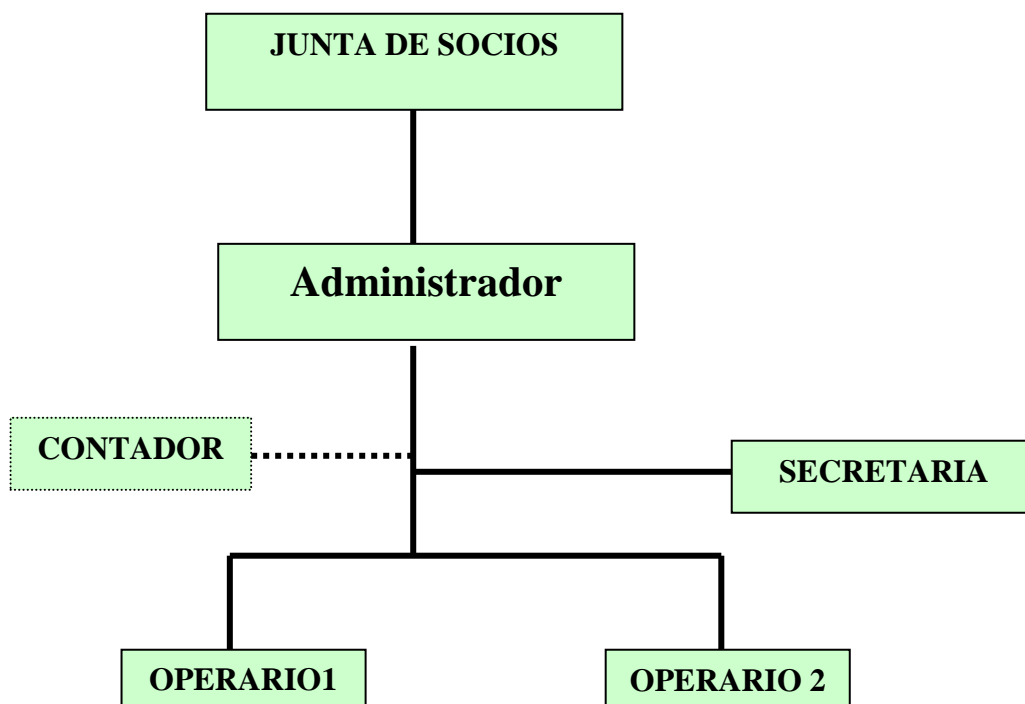 JUNTA DE SOCIOS
Administrador
CONTADOR
SECRETARIA
OPERARIO1
OPERARIO 2